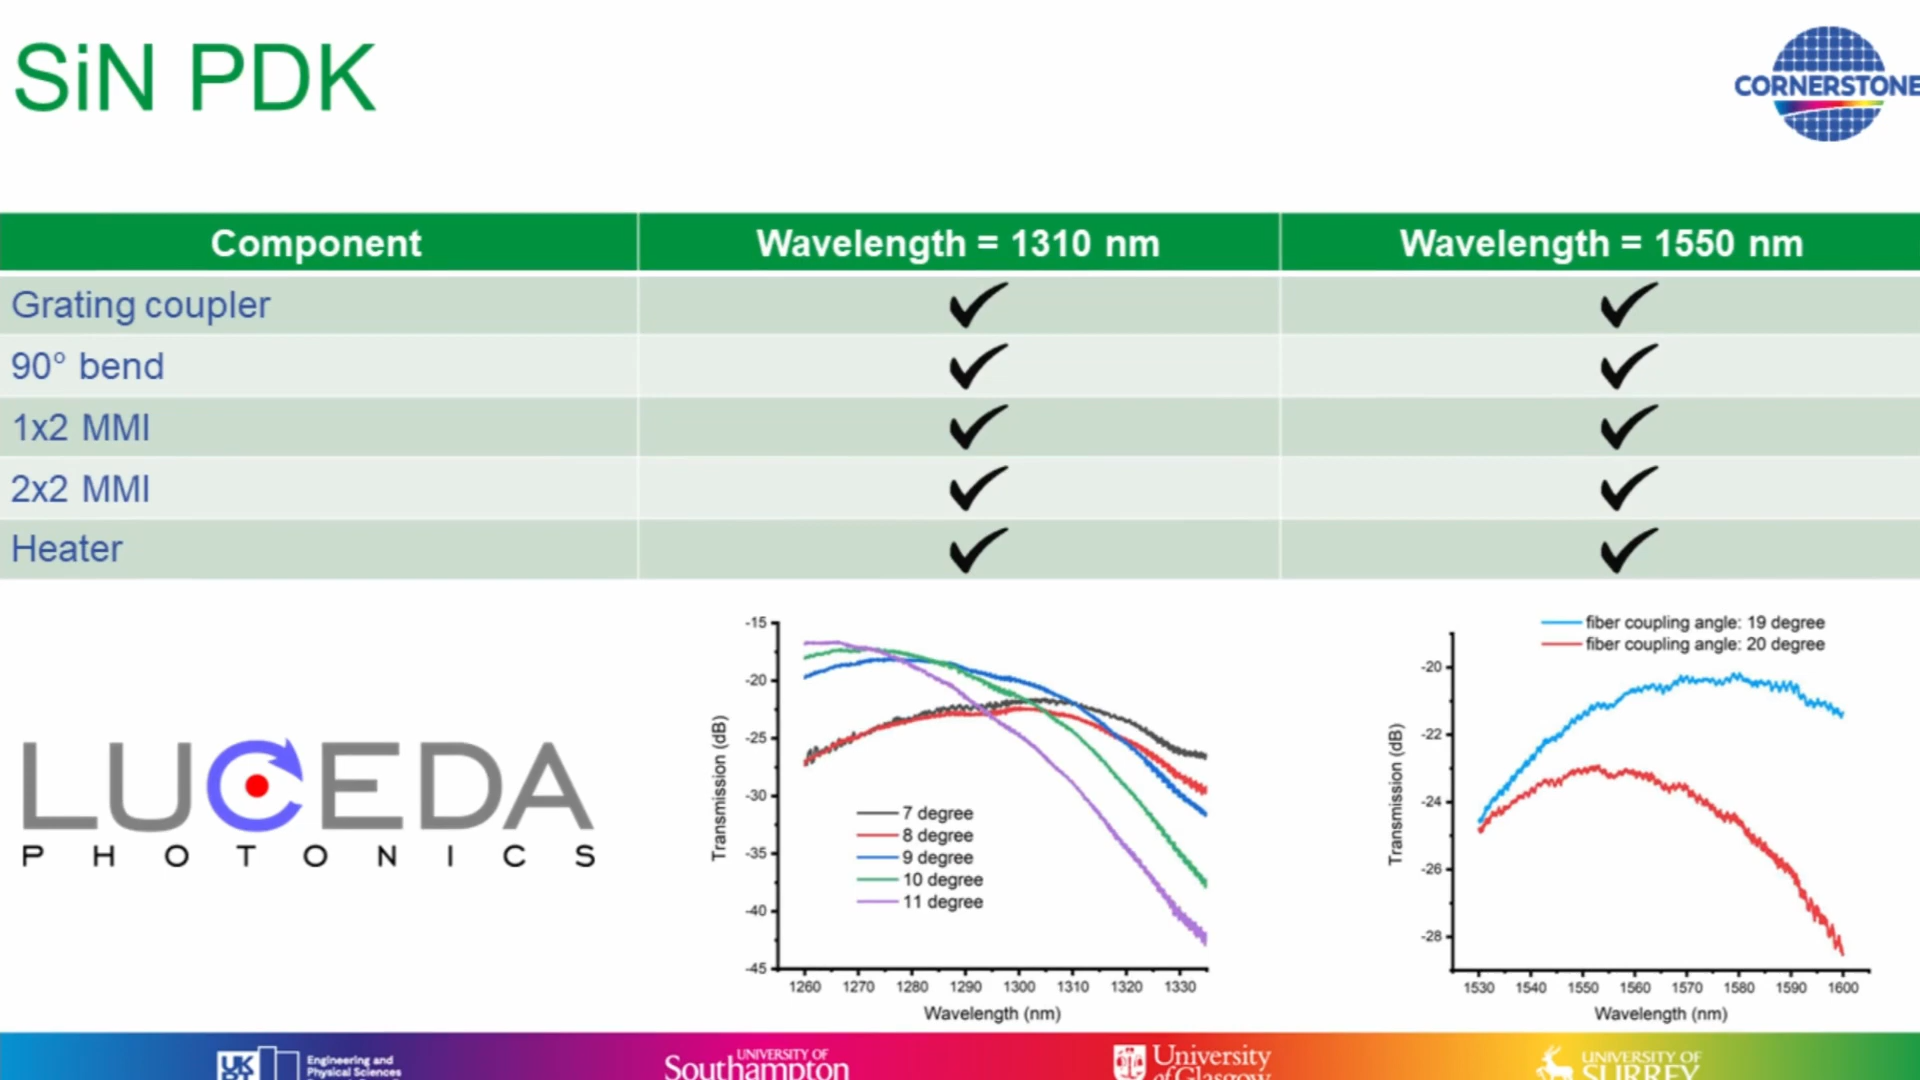 SiN PDK
CORNERSTONE
Component
Wavelength = 1310 nm
Wavelength = 1550 nm
Grating coupler
90° bend
1x2 MMI
2x2 MMI
Heater
LUCEDA
PHOTONICS
-15
-20
-25
-30
-35
-40
-45
Transmission (dB)
7 degree
8 degree
9 degree
10 degree
11 degree
1260 1270 1280 1290 1300 1310 1320 1330
Wavelength (nm)
fiber coupling angle: 19 degree
fiber coupling angle: 20 degree
-20
-22
-24
-26
-28
Transmission (dB)
1530 1540 1550 1560 1570 1580 1590 1600
Wavelength (nm)
UK
Engineering and
Physical Sciences
UNIVERSITY OF
Southampton
University
of Glasgow
UNIVERSITY OF
SURREY